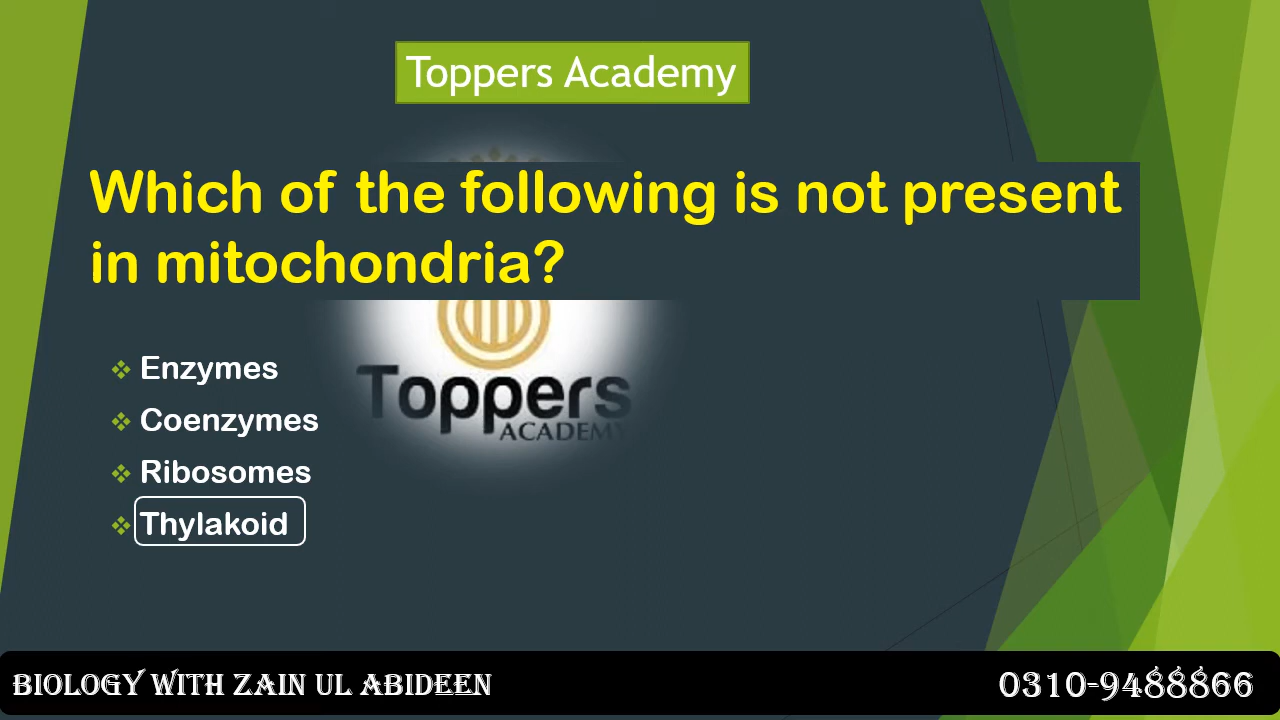 Toppers Academy
Which of the following is not present
in mitochondria?
Enzymes
Toppers
ACADEMY
Coenzymes
Ribosomes
Thylakoid
BIOLOGY WITH ZAIN UL ABIDEEN
0310-9488866